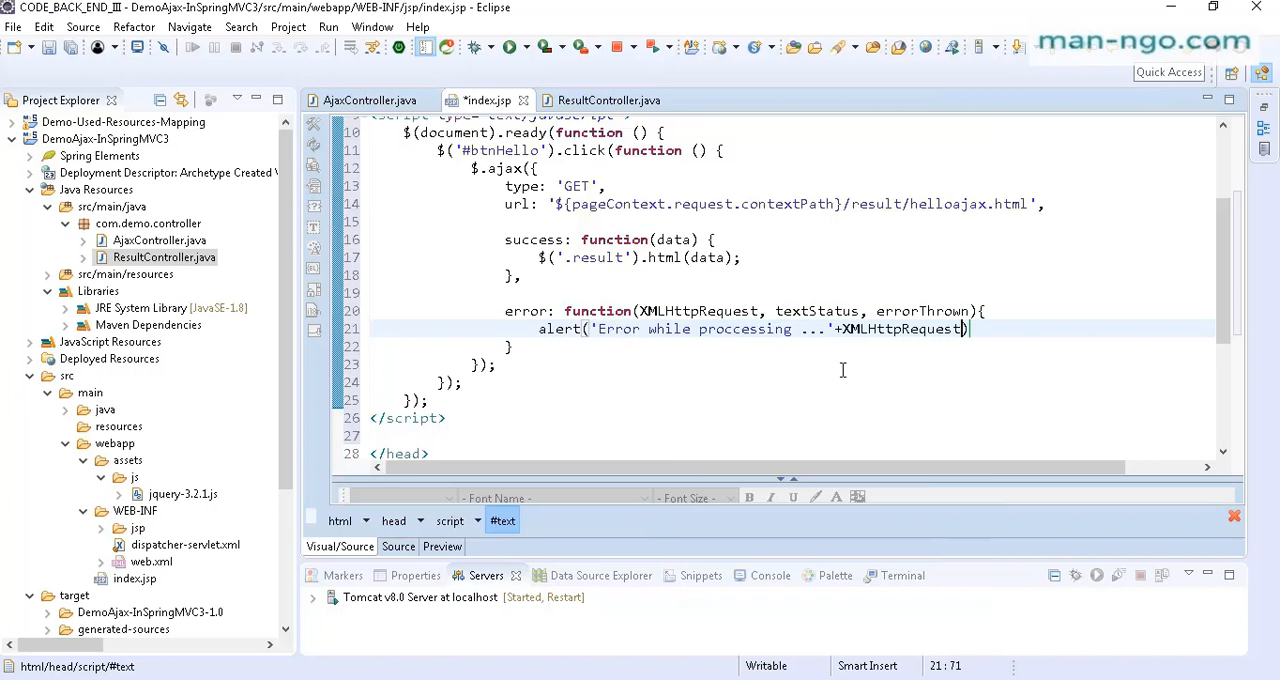 CODE_BACK_END_III - DemoAjax-InSpringMVC3/src/main/webapp/WEB-INF/jsp/index.jsp - Eclipse
File Edit Source Refactor Navigate Search Project Run Window Help
man-ngo.com
Quick Access
Project Explorer
AjaxController.java *index.jsp ResultController.java
Demo-Used-Resources-Mapping
DemoAjax-InSpringMVC3
Spring Elements
Deployment Descriptor: Archetype Created V
Java Resources
src/main/java
com.demo.controller
AjaxController.java
ResultController.java
src/main/resources
Libraries
JRE System Library [JavaSE-1.8]
Maven Dependencies
JavaScript Resources
Deployed Resources
src
main
java
resources
webapp
assets
js
jquery-3.2.1.js
WEB-INF
jsp
dispatcher-servlet.xml
web.xml
index.jsp
target
DemoAjax-InSpringMVC3-1.0
generated-sources
9 <script type="text/javascript">
10 $(document).ready(function () {
11 $('#btnHello').click(function () {
12 $.ajax({
13 type: 'GET',
14 url: '${pageContext.request.contextPath}/result/helloajax.html',
15
16 success: function(data) {
17 $('.result').html(data);
18 },
19
20 error: function(XMLHttpRequest, textStatus, errorThrown){
21 alert('Error while proccessing ...'+XMLHttpRequest)
22 }
23 });
24 });
25 });
26 </script>
27
28 </head>
- Font Name - - Font Size - B I U A
html head script #text
Visual/Source Source Preview
Markers Properties Servers Data Source Explorer Snippets Console Palette Terminal
Tomcat v8.0 Server at localhost [Started, Restart]
html/head/script/#text Writable Smart Insert 21 : 71